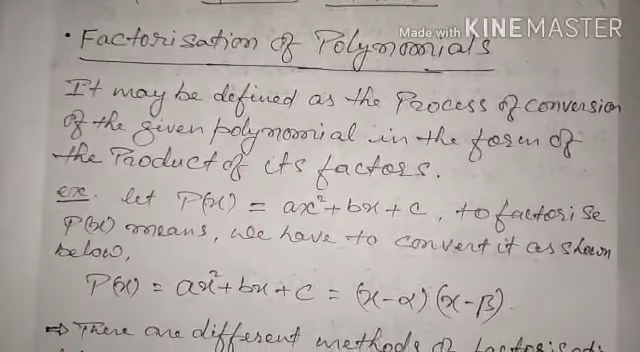 Made with KINEMASTER
• Factorisation of Polynomials
It may be defined as the Process of conversion
of the given polynomial in the form of
the Product of its factors.
ex. let P(x) = ax²+bx+c, to factorise
P(x) means, we have to convert it as shown
below,
P(x) = ax²+bx+c = (x-α)(x-β).
⇒ There are different methods of factorisati